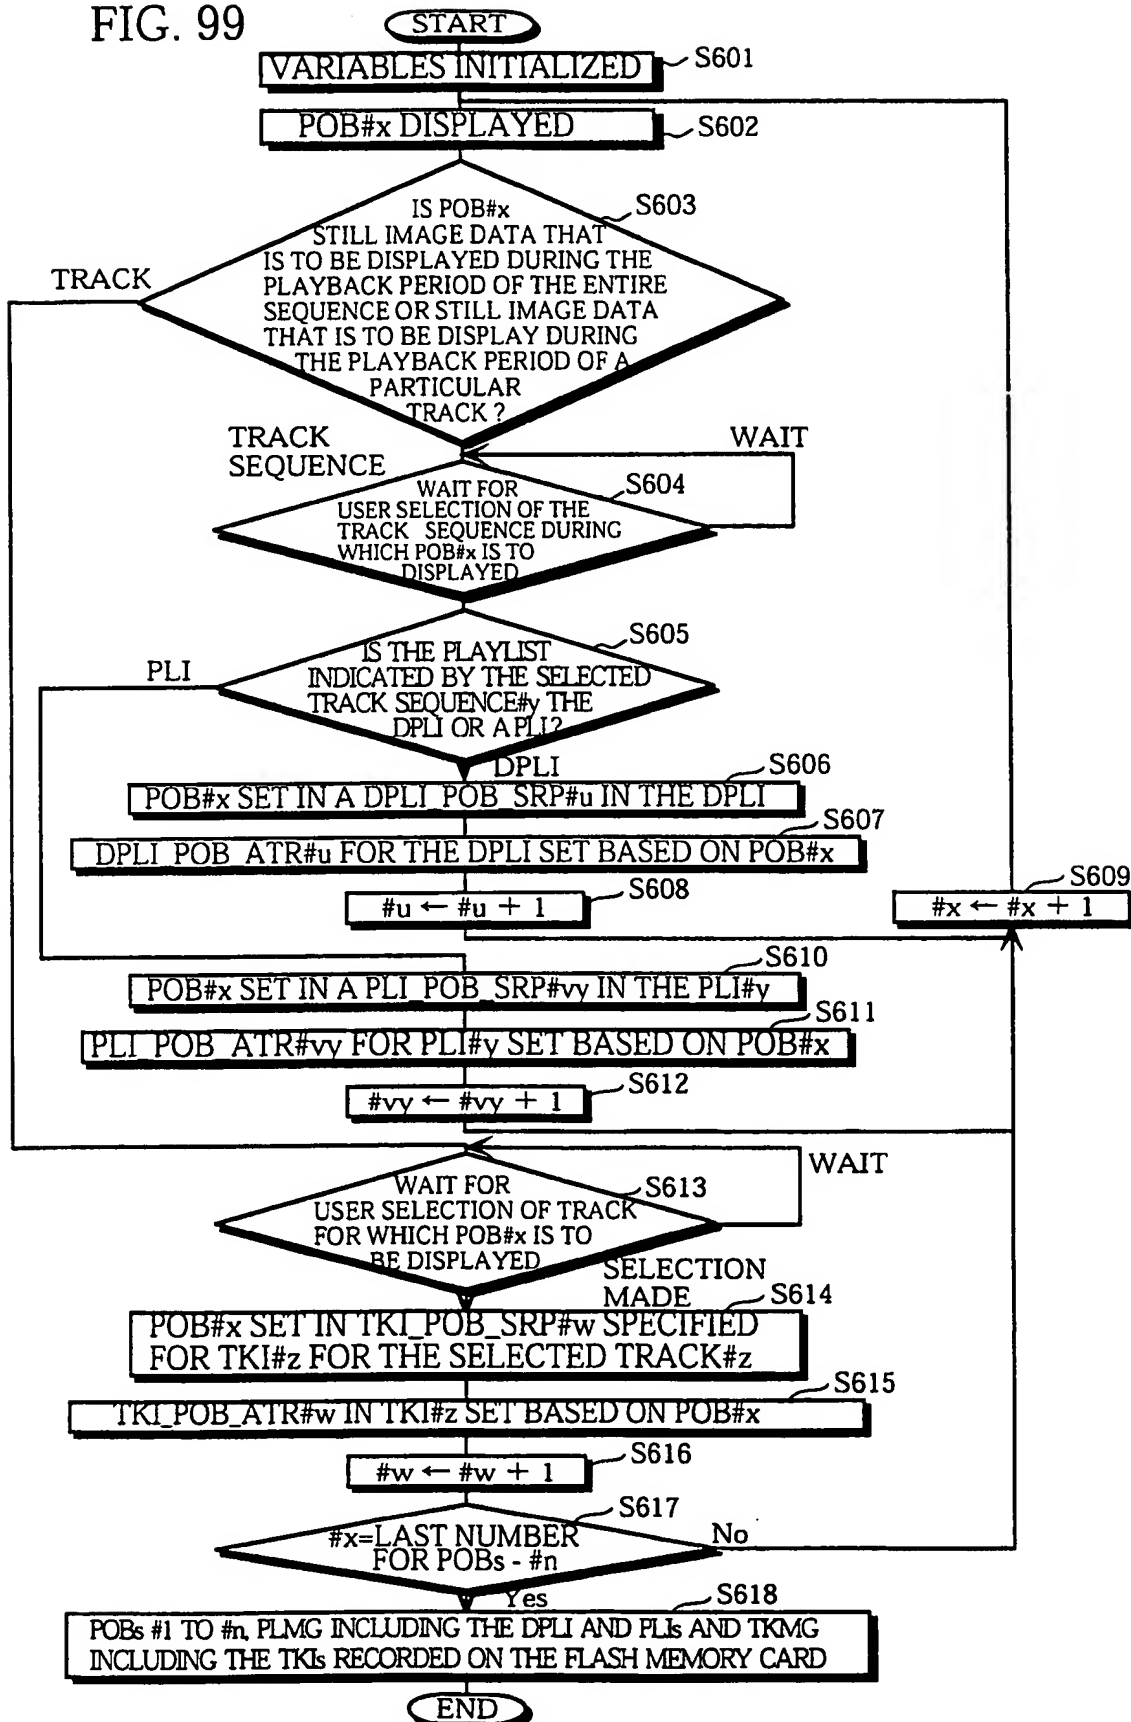 FIG. 99
START
VARIABLES INITIALIZED
S601
POB#x DISPLAYED
S602
IS POB#x
STILL IMAGE DATA THAT
IS TO BE DISPLAYED DURING THE
PLAYBACK PERIOD OF THE ENTIRE
SEQUENCE OR STILL IMAGE DATA
THAT IS TO BE DISPLAY DURING
THE PLAYBACK PERIOD OF A
PARTICULAR
TRACK ?
S603
TRACK
TRACK
SEQUENCE
WAIT
WAIT FOR
USER SELECTION OF THE
TRACK SEQUENCE DURING
WHICH POB#x IS TO
DISPLAYED
S604
IS THE PLAYLIST
INDICATED BY THE SELECTED
TRACK SEQUENCE#y THE
DPLI OR A PLI?
S605
PLI
DPLI
POB#x SET IN A DPLI_POB_SRP#u IN THE DPLI
S606
DPLI_POB_ATR#u FOR THE DPLI SET BASED ON POB#x
S607
#u ← #u + 1
S608
#x ← #x + 1
S609
POB#x SET IN A PLI_POB_SRP#vy IN THE PLI#y
S610
PLI_POB_ATR#vy FOR PLI#y SET BASED ON POB#x
S611
#vy ← #vy + 1
S612
WAIT
WAIT FOR
USER SELECTION OF TRACK
FOR WHICH POB#x IS TO
BE DISPLAYED
S613
SELECTION
MADE
POB#x SET IN TKI_POB_SRP#w SPECIFIED
FOR TKI#z FOR THE SELECTED TRACK#z
S614
TKI_POB_ATR#w IN TKI#z SET BASED ON POB#x
S615
#w ← #w + 1
S616
#x=LAST NUMBER
FOR POBs - #n
S617
No
Yes
POBs #1 TO #n, PLMG INCLUDING THE DPLI AND PLIs AND TKMG
INCLUDING THE TKIs RECORDED ON THE FLASH MEMORY CARD
S618
END